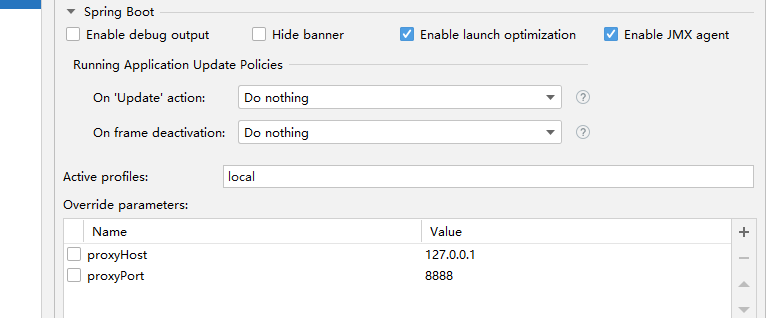 Spring Boot
Enable debug output Hide banner Enable launch optimization Enable JMX agent
Running Application Update Policies
On 'Update' action: Do nothing ?
On frame deactivation: Do nothing ?
Active profiles: local
Override parameters:
Name Value
proxyHost 127.0.0.1
proxyPort 8888